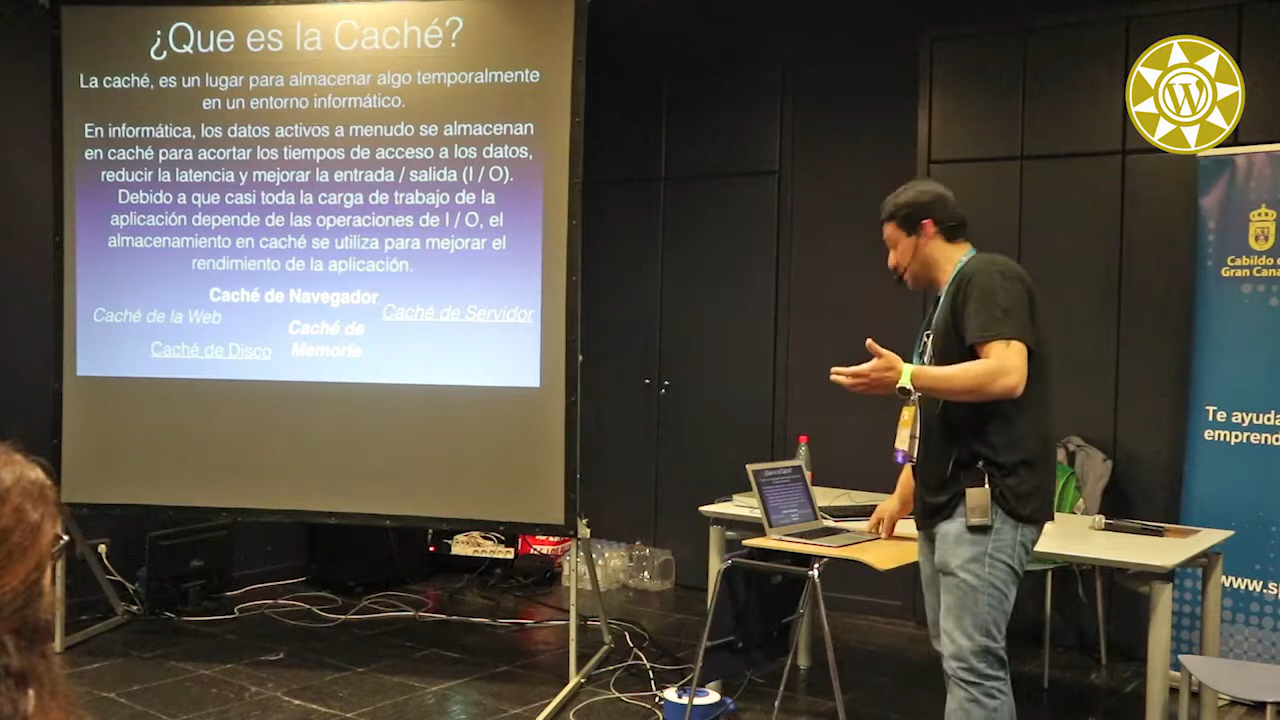 ¿Que es la Caché?
La caché, es un lugar para almacenar algo temporalmente
en un entorno informático.
En informática, los datos activos a menudo se almacenan
en caché para acortar los tiempos de acceso a los datos,
reducir la latencia y mejorar la entrada / salida (I / O).
Debido a que casi toda la carga de trabajo de la
aplicación depende de las operaciones de I / O, el
almacenamiento en caché se utiliza para mejorar el
rendimiento de la aplicación.
Caché de Navegador
Caché de la Web
Caché de Servidor
Caché de
Memoria
Caché de Disco
W
Cabildo
Gran Cana
Te ayuda
emprend
www.s